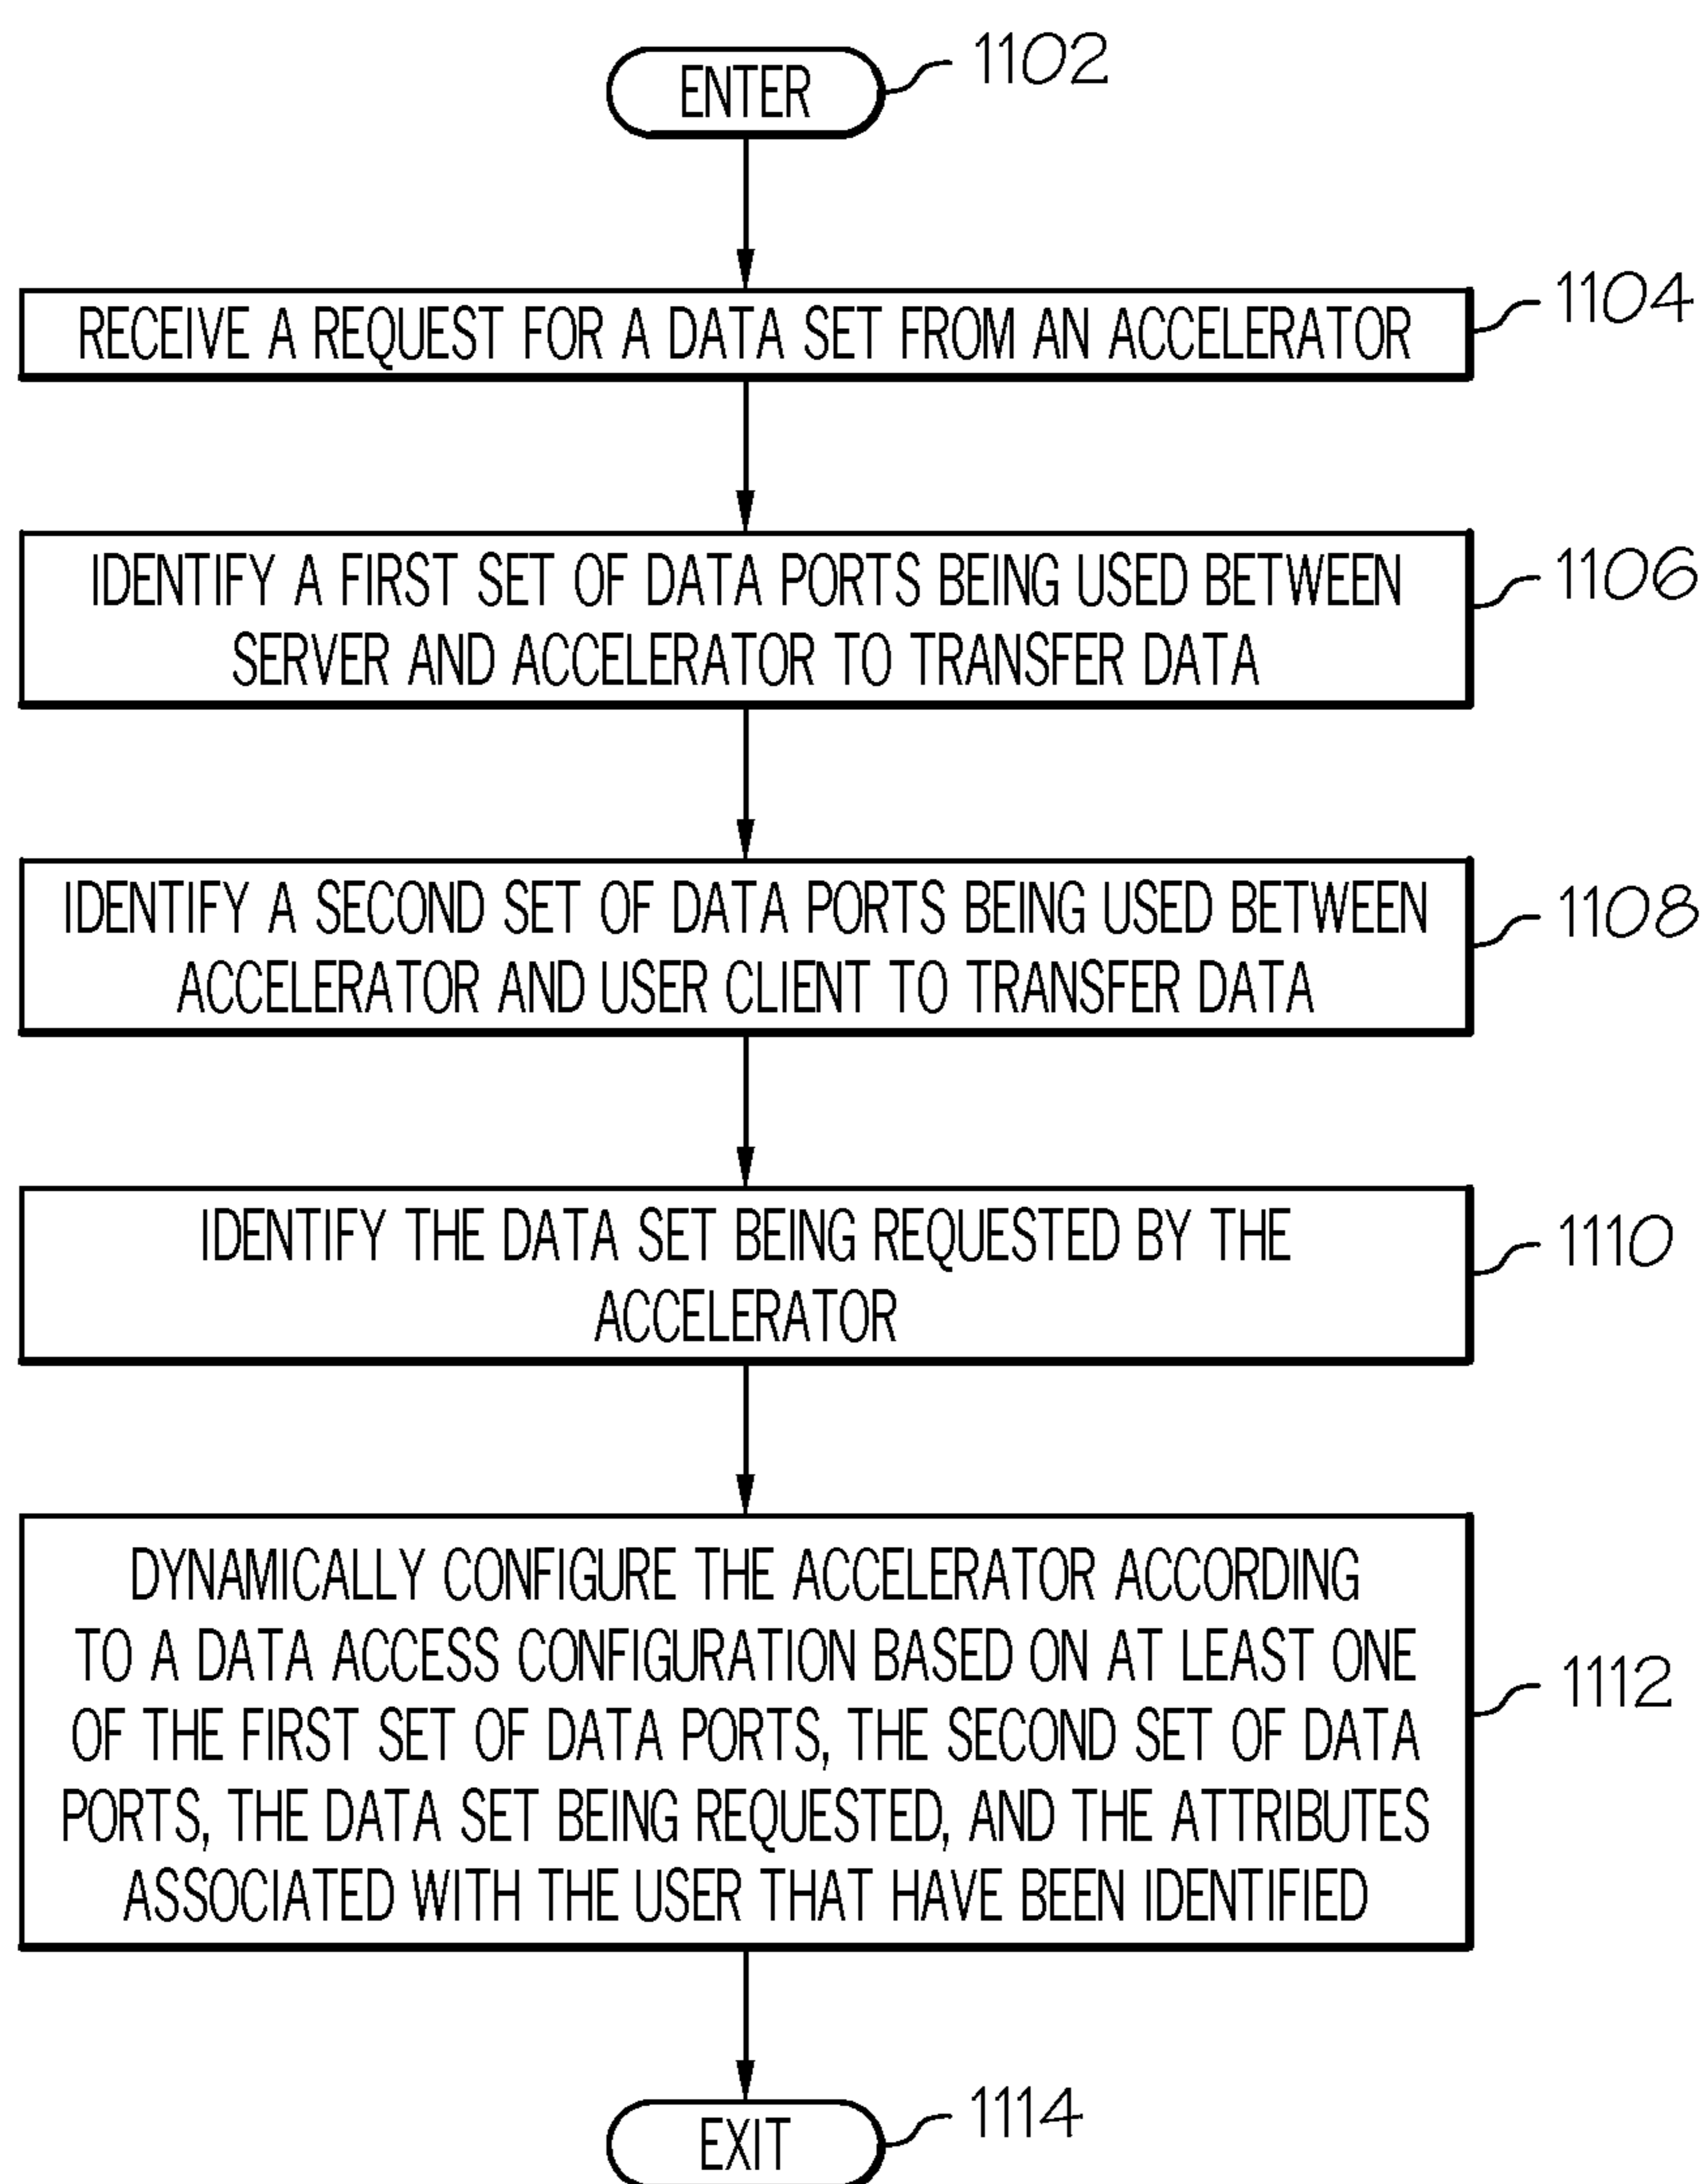 ENTER
1102
RECEIVE A REQUEST FOR A DATA SET FROM AN ACCELERATOR
1104
IDENTIFY A FIRST SET OF DATA PORTS BEING USED BETWEEN
SERVER AND ACCELERATOR TO TRANSFER DATA
1106
IDENTIFY A SECOND SET OF DATA PORTS BEING USED BETWEEN
ACCELERATOR AND USER CLIENT TO TRANSFER DATA
1108
IDENTIFY THE DATA SET BEING REQUESTED BY THE
ACCELERATOR
1110
DYNAMICALLY CONFIGURE THE ACCELERATOR ACCORDING
TO A DATA ACCESS CONFIGURATION BASED ON AT LEAST ONE
OF THE FIRST SET OF DATA PORTS, THE SECOND SET OF DATA
PORTS, THE DATA SET BEING REQUESTED, AND THE ATTRIBUTES
ASSOCIATED WITH THE USER THAT HAVE BEEN IDENTIFIED
1112
EXIT
1114